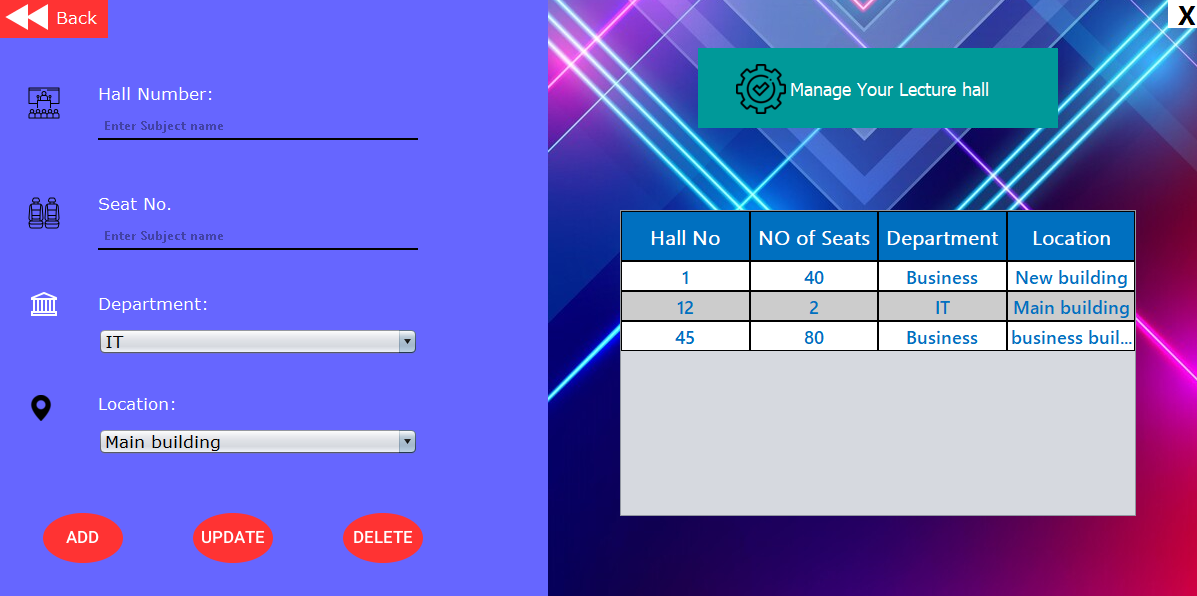 Back
Hall Number:
Enter Subject name
Seat No.
Enter Subject name
Department:
IT
Location:
Main building
ADD UPDATE DELETE
X
Manage Your Lecture hall
Hall No NO of Seats Department Location
1 40 Business New building
12 2 IT Main building
45 80 Business business buil...